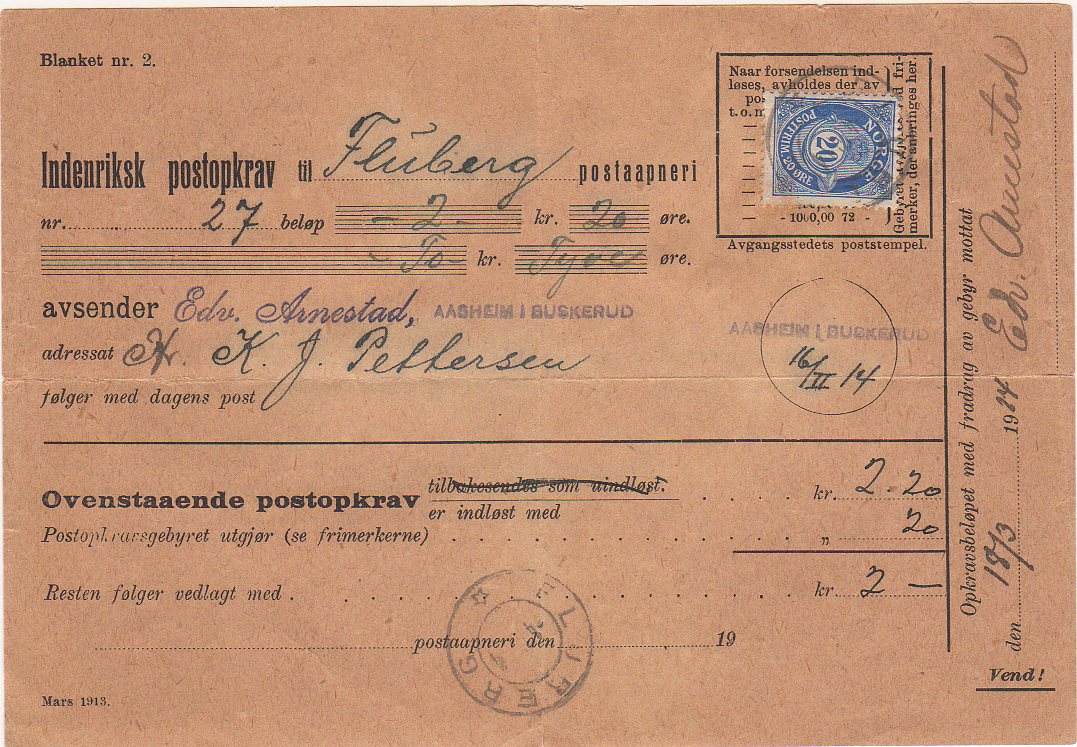 Blanket nr. 2.
Indenriksk postopkrav til Fluberg postaapneri
nr. 27 beløp - 2 - kr. 20 øre.
- To - kr. Tyve øre.
avsender Edv. Arnestad, AASHEIM I BUSKERUD
adressat Hr. K. J. Pettersen
følger med dagens post
Naar forsendelsen ind-
løses, avholdes der av
t.o.m
- 1000,00 72 -
merker, der anbringes her.
NORGE
20
POSTFRIM 20 ØRE
Avgangsstedets poststempel.
AASHEIM I BUSKERUD
16/II 14
Ovenstaaende postopkrav tilbakesendes som uindløst. kr. 2.20
er indløst med
Postopkravsgebyret utgjør (se frimerkerne) „ 20
Resten følger vedlagt med . kr. 2 —
postaapneri den 19
FLUBERG
Mars 1913.
Opkravsbeløpet med fradrag av gebyr mottat
den 18/3 1914 Edv. Arnestad
Vend!